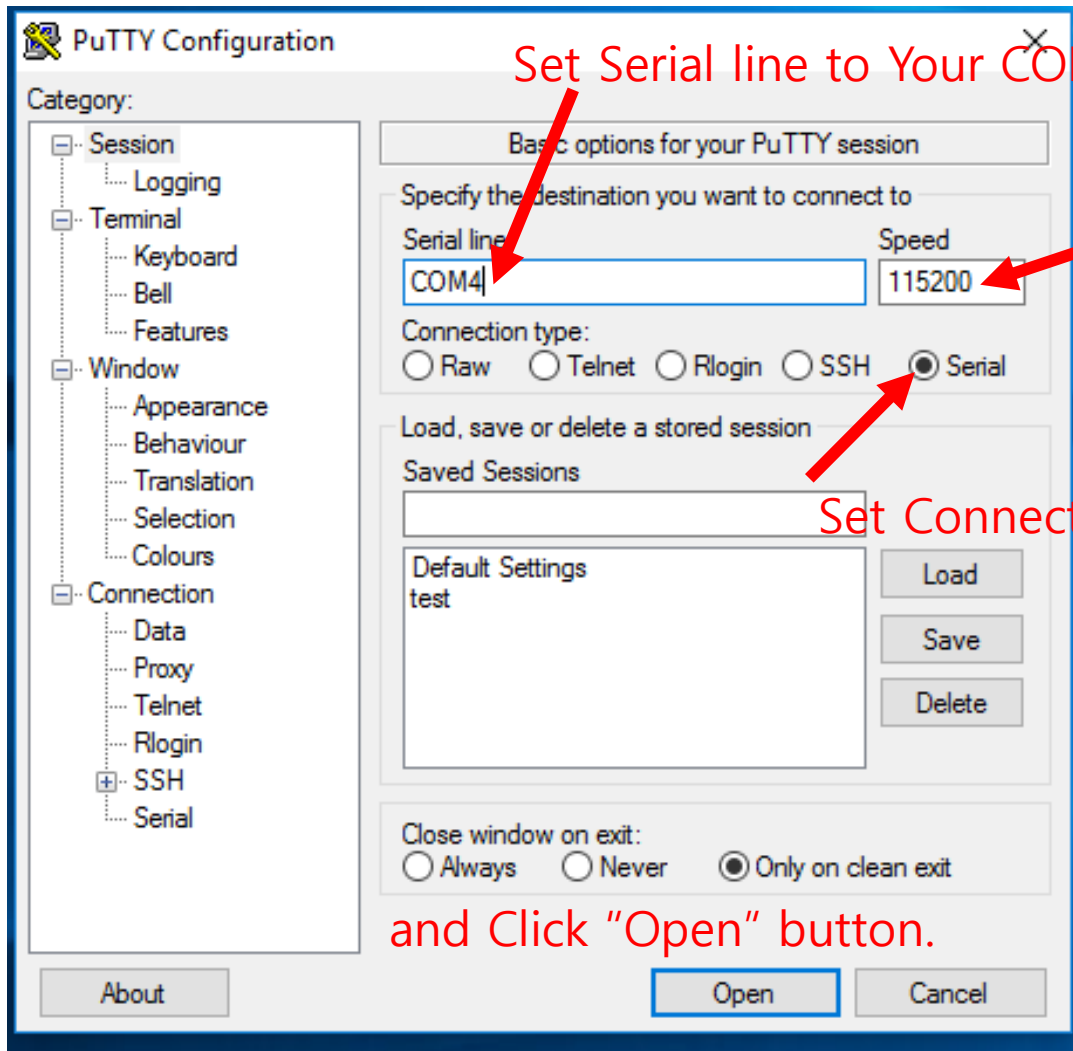 PuTTY Configuration
Set Serial line to Your
Category:
Session
Logging
Terminal
Keyboard
Bell
Features
Window
Appearance
Behaviour
Translation
Selection
Colours
Connection
Data
Proxy
Telnet
Rlogin
SSH
Serial
Basic options for your PuTTY session
Specify the destination you want to connect to
Serial line
Speed
COM4
115200
Connection type:
Raw Telnet Rlogin SSH Serial
Load, save or delete a stored session
Saved Sessions
Set Connect
Default Settings
test
Load
Save
Delete
Close window on exit:
Always Never Only on clean exit
and Click "Open" button.
About
Open
Cancel